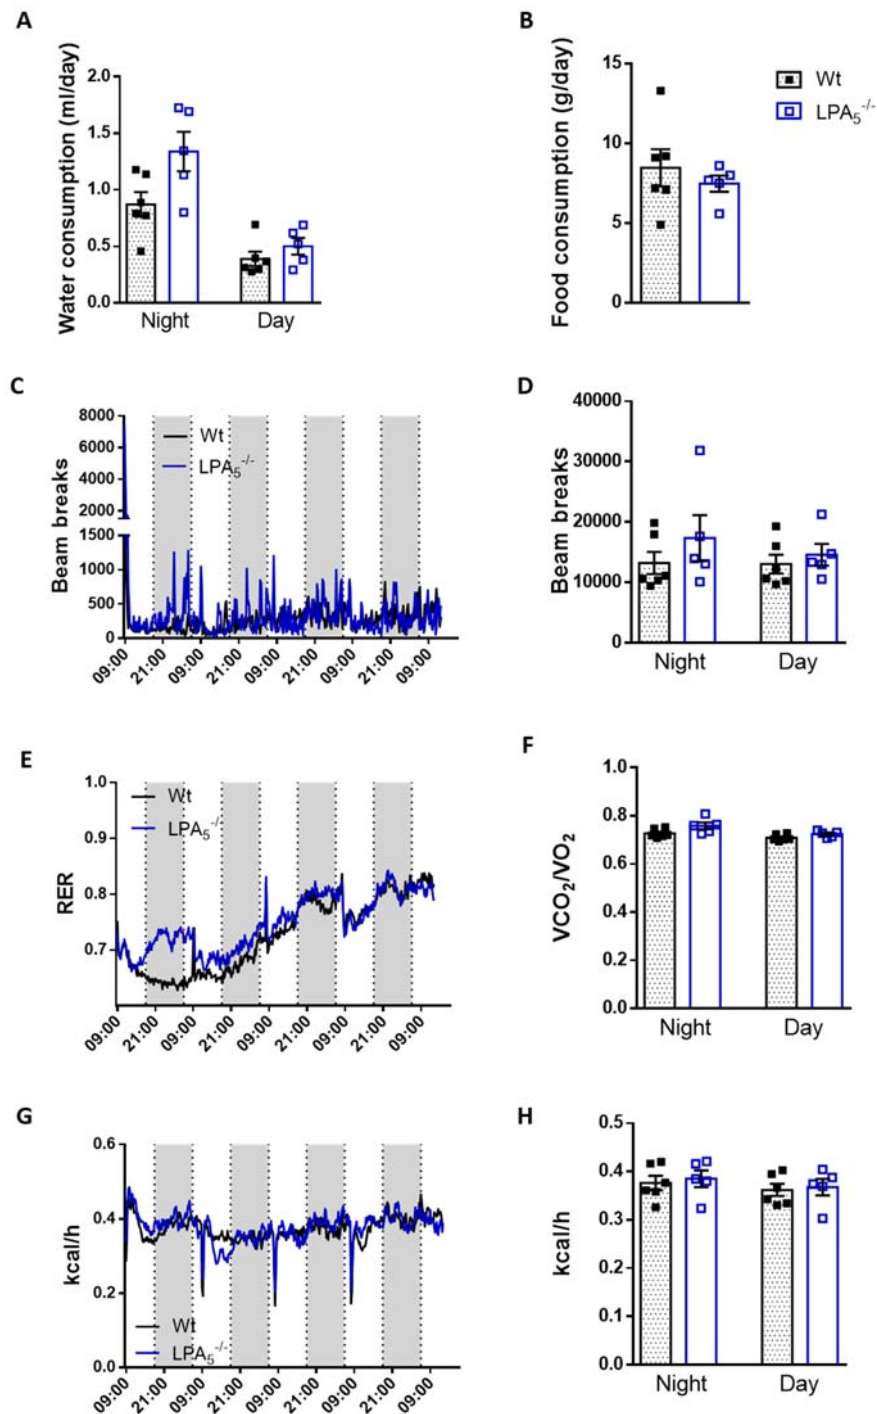 A
Water consumption (ml/day)
2.0
1.5
1.0
0.5
0.0
Night Day
B
Food consumption (g/day)
15
10
5
0
Wt
LPA₅⁻/⁻
C
Beam breaks
8000
6000
4000
2000
1500
1000
500
0
Wt
LPA₅⁻/⁻
09:00 21:00 09:00 21:00 09:00 21:00 09:00 21:00 09:00
D
Beam breaks
40000
30000
20000
10000
0
Night Day
E
RER
1.0
0.9
0.8
0.7
Wt
LPA₅⁻/⁻
09:00 21:00 09:00 21:00 09:00 21:00 09:00 21:00 09:00
F
VCO₂/VO₂
1.0
0.8
0.6
0.4
0.2
0.0
Night Day
G
kcal/h
0.6
0.4
0.2
0.0
Wt
LPA₅⁻/⁻
09:00 21:00 09:00 21:00 09:00 21:00 09:00 21:00 09:00
H
kcal/h
0.5
0.4
0.3
0.2
0.1
0.0
Night Day